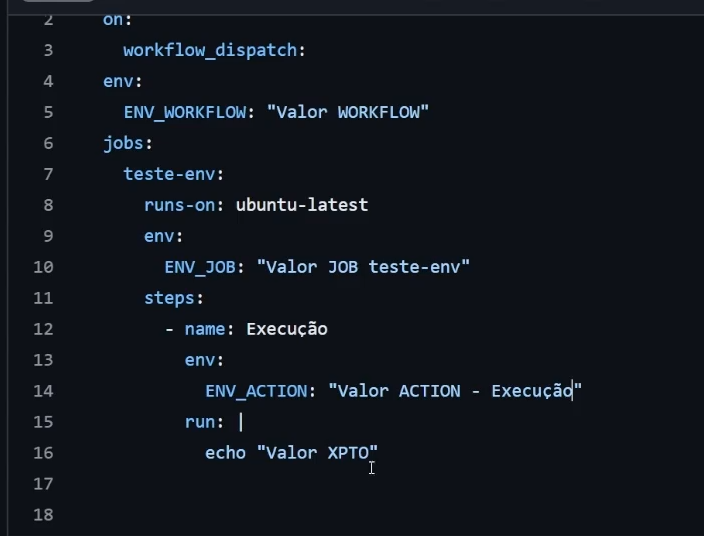 2 on:
3 workflow_dispatch:
4 env:
5 ENV_WORKFLOW: "Valor WORKFLOW"
6 jobs:
7 teste-env:
8 runs-on: ubuntu-latest
9 env:
10 ENV_JOB: "Valor JOB teste-env"
11 steps:
12 - name: Execução
13 env:
14 ENV_ACTION: "Valor ACTION - Execução"
15 run: |
16 echo "Valor XPTO"
17
18